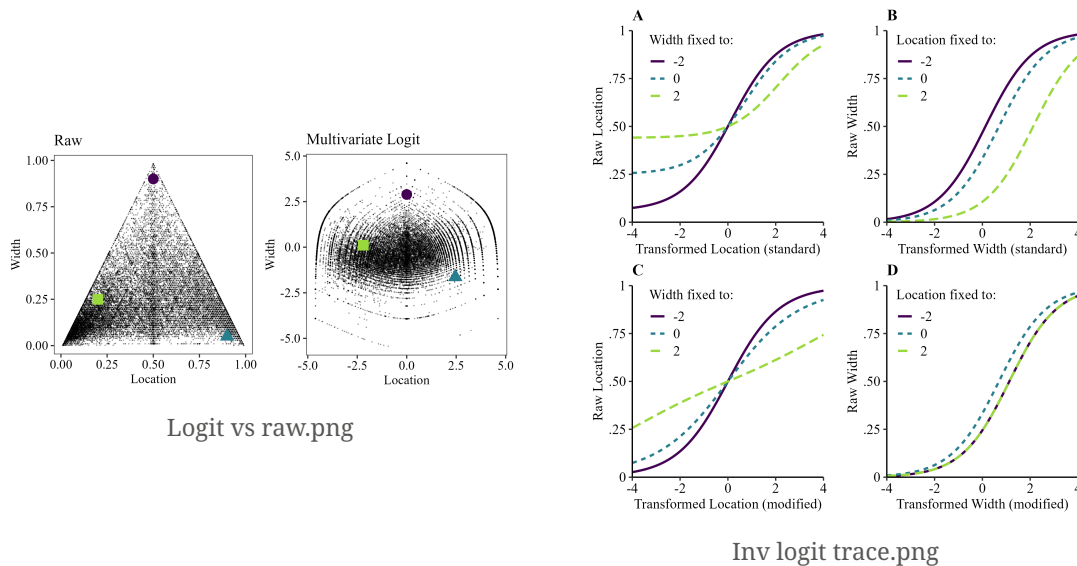 Raw
1.00
0.75
0.50
0.25
0.00
Width
0.00 0.25 0.50 0.75 1.00
Location
Multivariate Logit
5.0
2.5
0.0
-2.5
-5.0
Width
-5.0 -2.5 0.0 2.5 5.0
Location
Logit vs raw.png
A
Width fixed to:
-2
0
2
1
.75
.50
.25
0
Raw Location
-4 -2 0 2 4
Transformed Location (standard)
B
Location fixed to:
-2
0
2
1
.75
.50
.25
0
Raw Width
-4 -2 0 2 4
Transformed Width (standard)
C
Width fixed to:
-2
0
2
1
.75
.50
.25
0
Raw Location
-4 -2 0 2 4
Transformed Location (modified)
D
Location fixed to:
-2
0
2
1
.75
.50
.25
0
Raw Width
-4 -2 0 2 4
Transformed Width (modified)
Inv logit trace.png